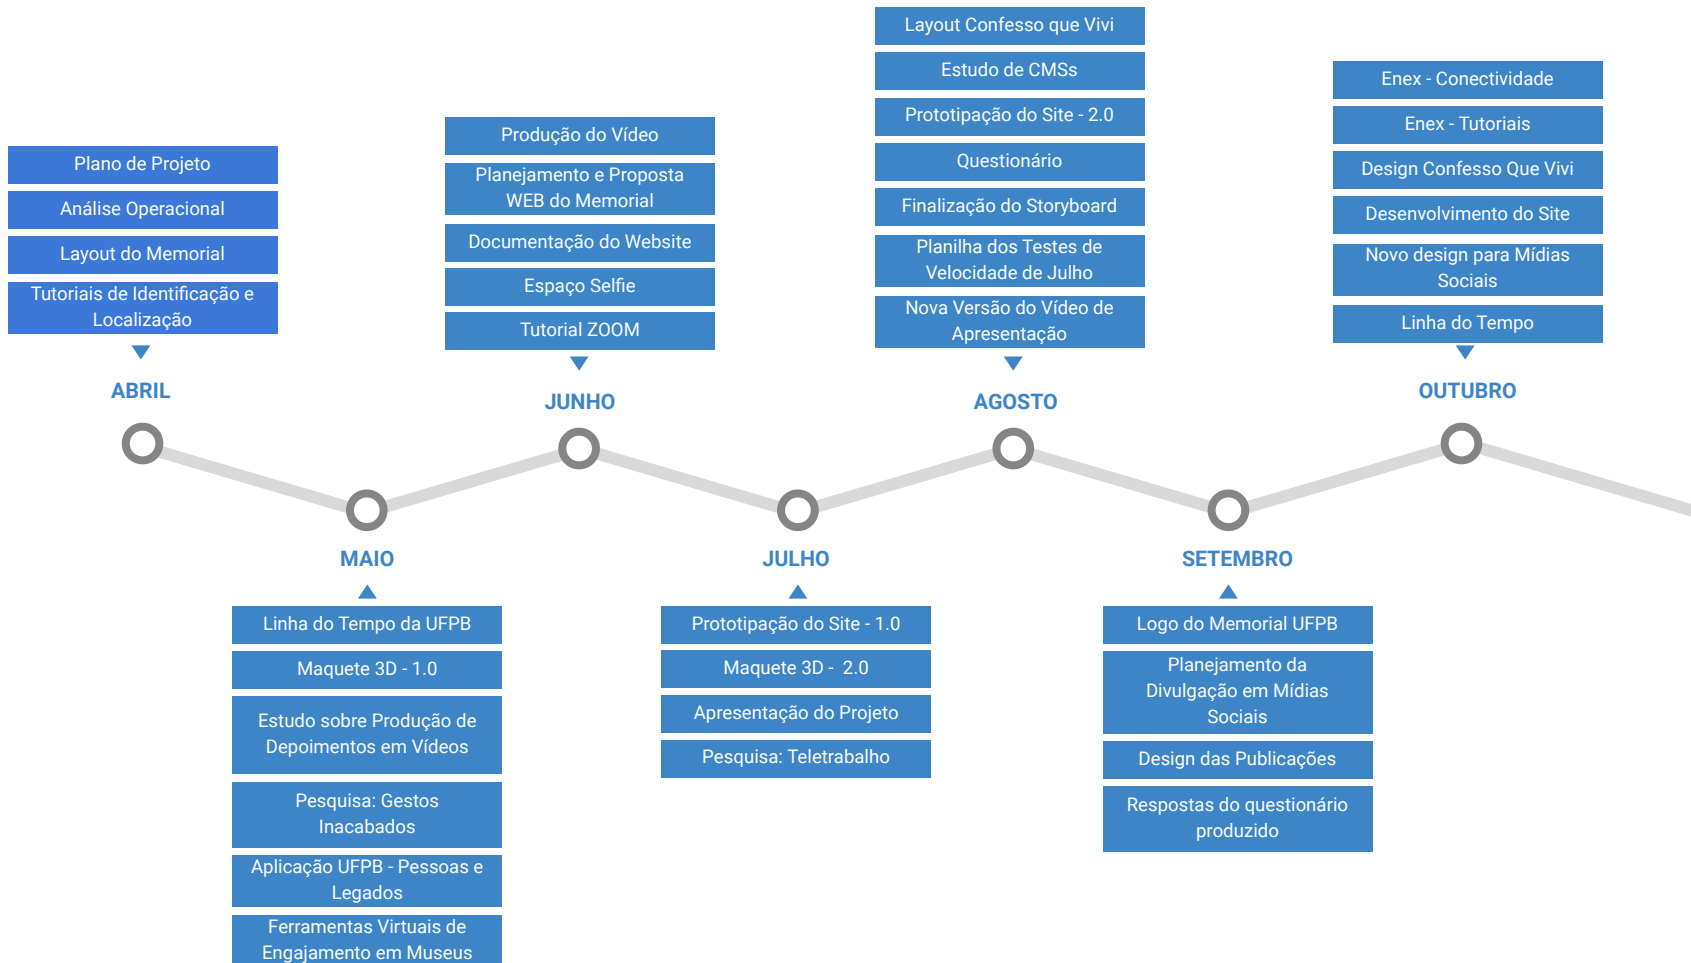 Plano de Projeto
Análise Operacional
Layout do Memorial
Tutoriais de Identificação e
Localização
ABRIL
MAIO
Linha do Tempo da UFPB
Maquete 3D - 1.0
Estudo sobre Produção de
Depoimentos em Vídeos
Pesquisa: Gestos
Inacabados
Aplicação UFPB - Pessoas e
Legados
Ferramentas Virtuais de
Engajamento em Museus
Produção do Vídeo
Planejamento e Proposta
WEB do Memorial
Documentação do Website
Espaço Selfie
Tutorial ZOOM
JUNHO
JULHO
Prototipação do Site - 1.0
Maquete 3D - 2.0
Apresentação do Projeto
Pesquisa: Teletrabalho
Layout Confesso que Vivi
Estudo de CMSs
Prototipação do Site - 2.0
Questionário
Finalização do Storyboard
Planilha dos Testes de
Velocidade de Julho
Nova Versão do Vídeo de
Apresentação
AGOSTO
SETEMBRO
Logo do Memorial UFPB
Planejamento da
Divulgação em Mídias
Sociais
Design das Publicações
Respostas do questionário
produzido
Enex - Conectividade
Enex - Tutoriais
Design Confesso Que Vivi
Desenvolvimento do Site
Novo design para Mídias
Sociais
Linha do Tempo
OUTUBRO